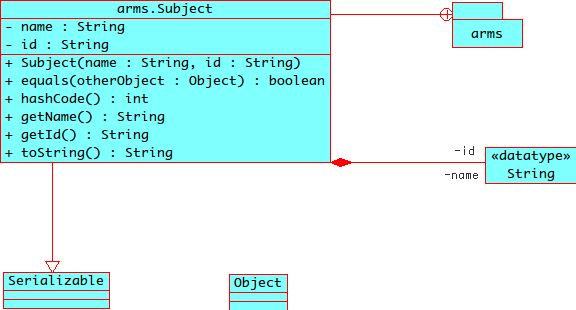 arms.Subject
- name : String
- id : String
+ Subject(name : String, id : String)
+ equals(otherObject : Object) : boolean
+ hashCode() : int
+ getName() : String
+ getId() : String
+ toString() : String
arms
-id
-name
«datatype»
String
Serializable
Object